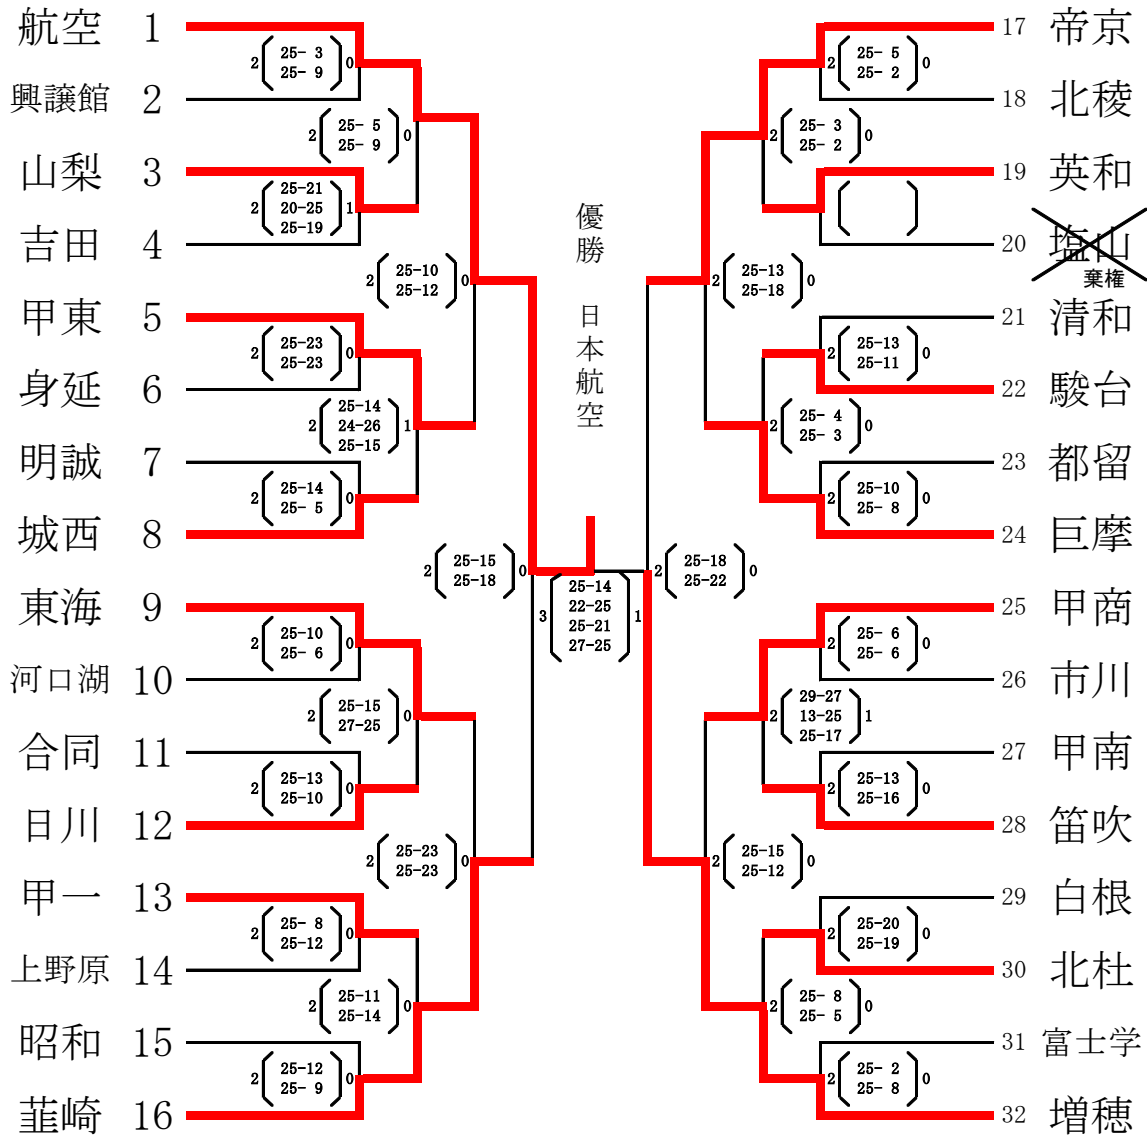 航空 1
2 25- 3 0
25- 9
興譲館 2
2 25- 5 0
25- 9
山梨 3
25-21
2 20-25 1
25-19
吉田 4
2 25-10 0
25-12
甲東 5
2 25-23 0
25-23
身延 6
25-14
2 24-26 1
25-15
明誠 7
2 25-14 0
25- 5
城西 8
2 25-15 0
25-18
東海 9
2 25-10 0
25- 6
河口湖 10
2 25-15 0
27-25
合同 11
2 25-13 0
25-10
日川 12
2 25-23 0
25-23
甲一 13
2 25- 8 0
25-12
上野原 14
2 25-11 0
25-14
昭和 15
2 25-12 0
25- 9
韮崎 16
優勝 日本航空
25-14
3 22-25 1
25-21
27-25
17 帝京
2 25- 5 0
25- 2
18 北稜
2 25- 3 0
25- 2
19 英和
20 塩山
棄権
2 25-13 0
25-18
21 清和
2 25-13 0
25-11
22 駿台
2 25- 4 0
25- 3
23 都留
2 25-10 0
25- 8
24 巨摩
2 25-18 0
25-22
25 甲商
2 25- 6 0
25- 6
26 市川
29-27
2 13-25 1
25-17
27 甲南
2 25-13 0
25-16
28 笛吹
2 25-15 0
25-12
29 白根
2 25-20 0
25-19
30 北杜
2 25- 8 0
25- 5
31 富士学
2 25- 2 0
25- 8
32 増穂